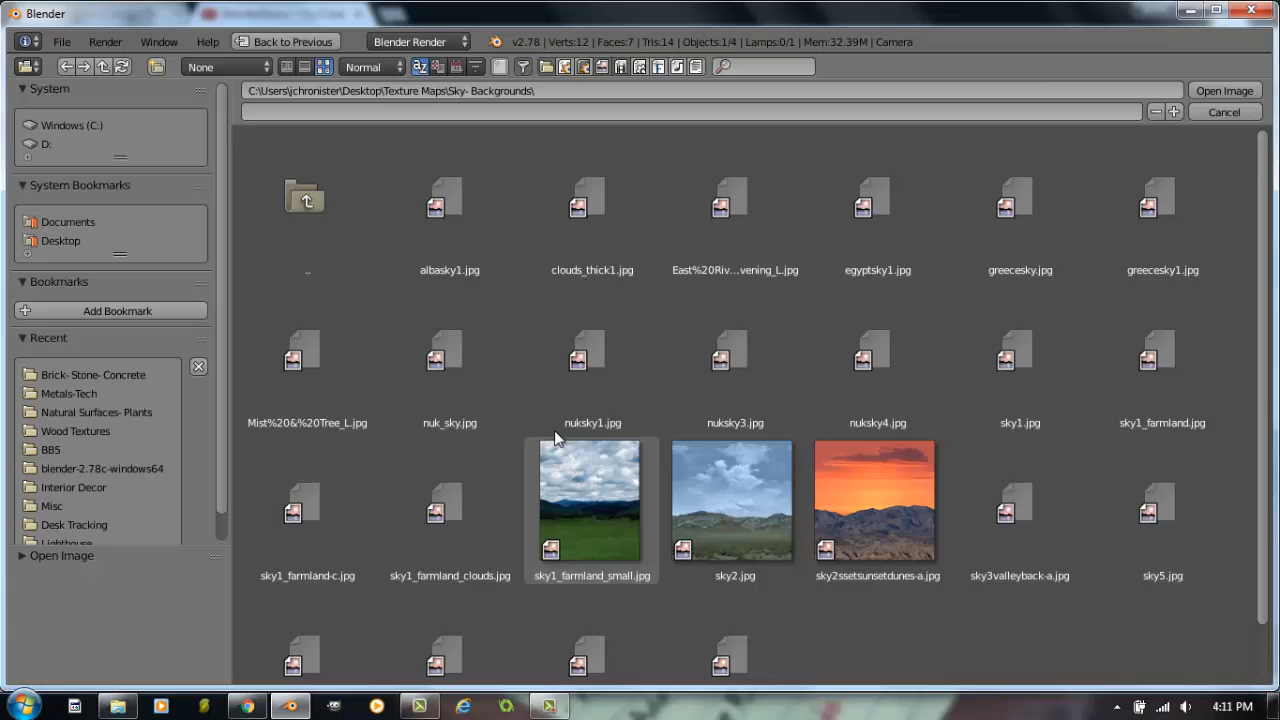 Blender
File Render Window Help Back to Previous Blender Render v2.78 | Verts:12 | Faces:7 | Tris:14 | Objects:1/4 | Lamps:0/1 | Mem:32.39M | Camera
None Normal
System
Windows (C:)
D:
System Bookmarks
Documents
Desktop
Bookmarks
Add Bookmark
Recent
Brick- Stone- Concrete
Metals-Tech
Natural Surfaces- Plants
Wood Textures
BB5
blender-2.78c-windows64
Interior Decor
Misc
Desk Tracking
Lighthouse
Open Image
C:\Users\jchronister\Desktop\Texture Maps\Sky- Backgrounds\ Open Image
Cancel
.. albasky1.jpg clouds_thick1.jpg East%20Riv…vening_L.jpg egyptsky1.jpg greecesky.jpg greecesky1.jpg
Mist%20&%20Tree_L.jpg nuk_sky.jpg nuksky1.jpg nuksky3.jpg nuksky4.jpg sky1.jpg sky1_farmland.jpg
sky1_farmland-c.jpg sky1_farmland_clouds.jpg sky1_farmland_small.jpg sky2.jpg sky2ssetsunsetdunes-a.jpg sky3valleyback-a.jpg sky5.jpg
4:11 PM